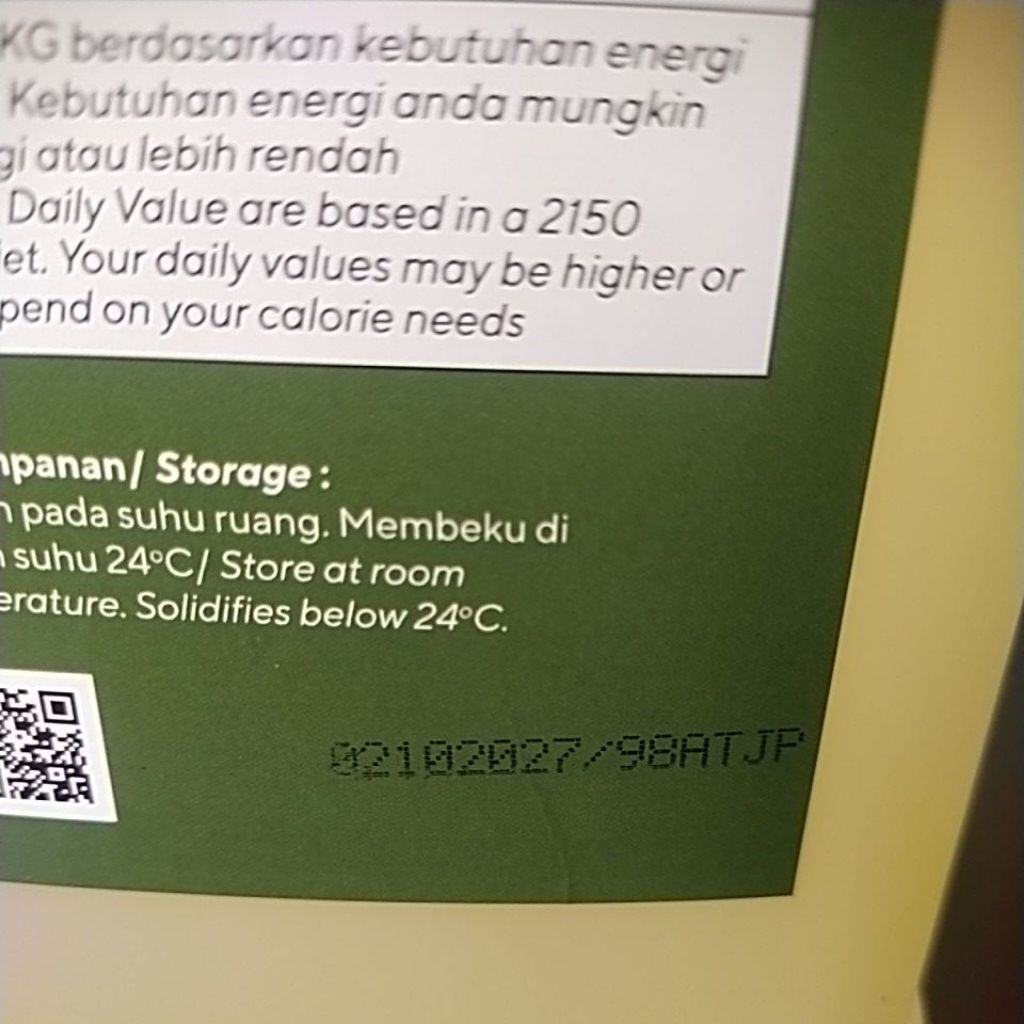 KG berdasarkan kebutuhan energi
Kebutuhan energi anda mungkin
gi atau lebih rendah
Daily Value are based in a 2150
iet. Your daily values may be higher or
pend on your calorie needs
mpanan/ Storage :
n pada suhu ruang. Membeku di
suhu 24°C/ Store at room
erature. Solidifies below 24°C.
02102027/98ATJP